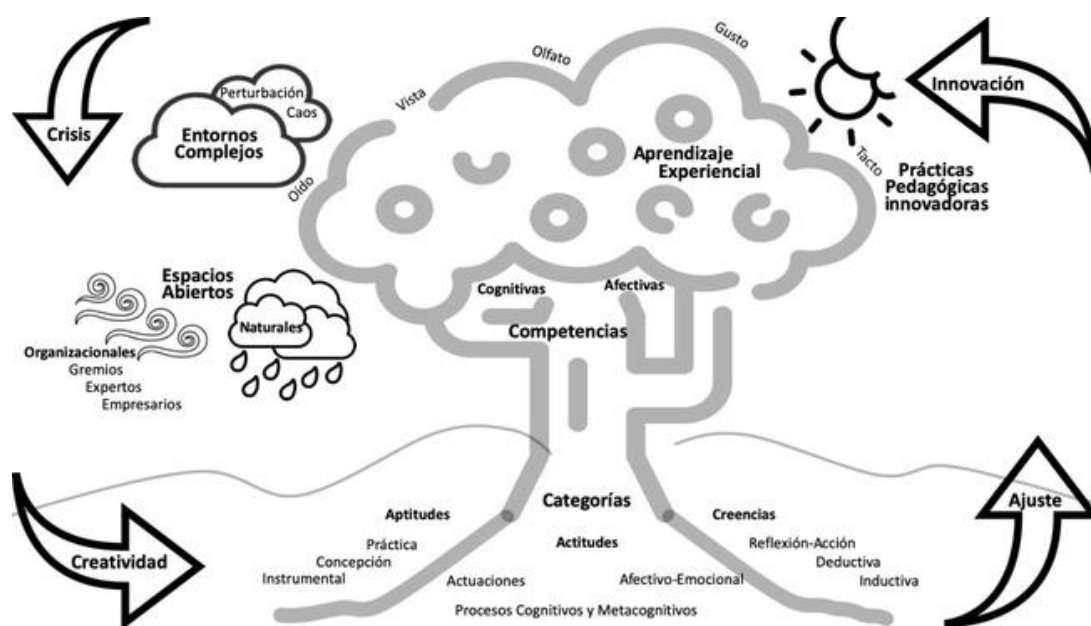 Crisis
Perturbación
Caos
Entornos
Complejos
Oído
Vista
Olfato
Gusto
Tacto
Aprendizaje
Experiencial
Innovación
Prácticas
Pedagógicas
innovadoras
Espacios
Abiertos
Naturales
Organizacionales
Gremios
Expertos
Empresarios
Cognitivas
Afectivas
Competencias
Creatividad
Categorías
Aptitudes
Práctica
Concepción
Instrumental
Actitudes
Actuaciones
Afectivo-Emocional
Procesos Cognitivos y Metacognitivos
Creencias
Reflexión-Acción
Deductiva
Inductiva
Ajuste